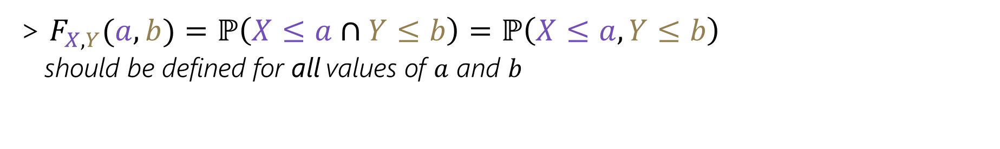 > F_{X,Y}(a, b) = ℙ(X ≤ a ∩ Y ≤ b) = ℙ(X ≤ a, Y ≤ b)
should be defined for all values of a and b